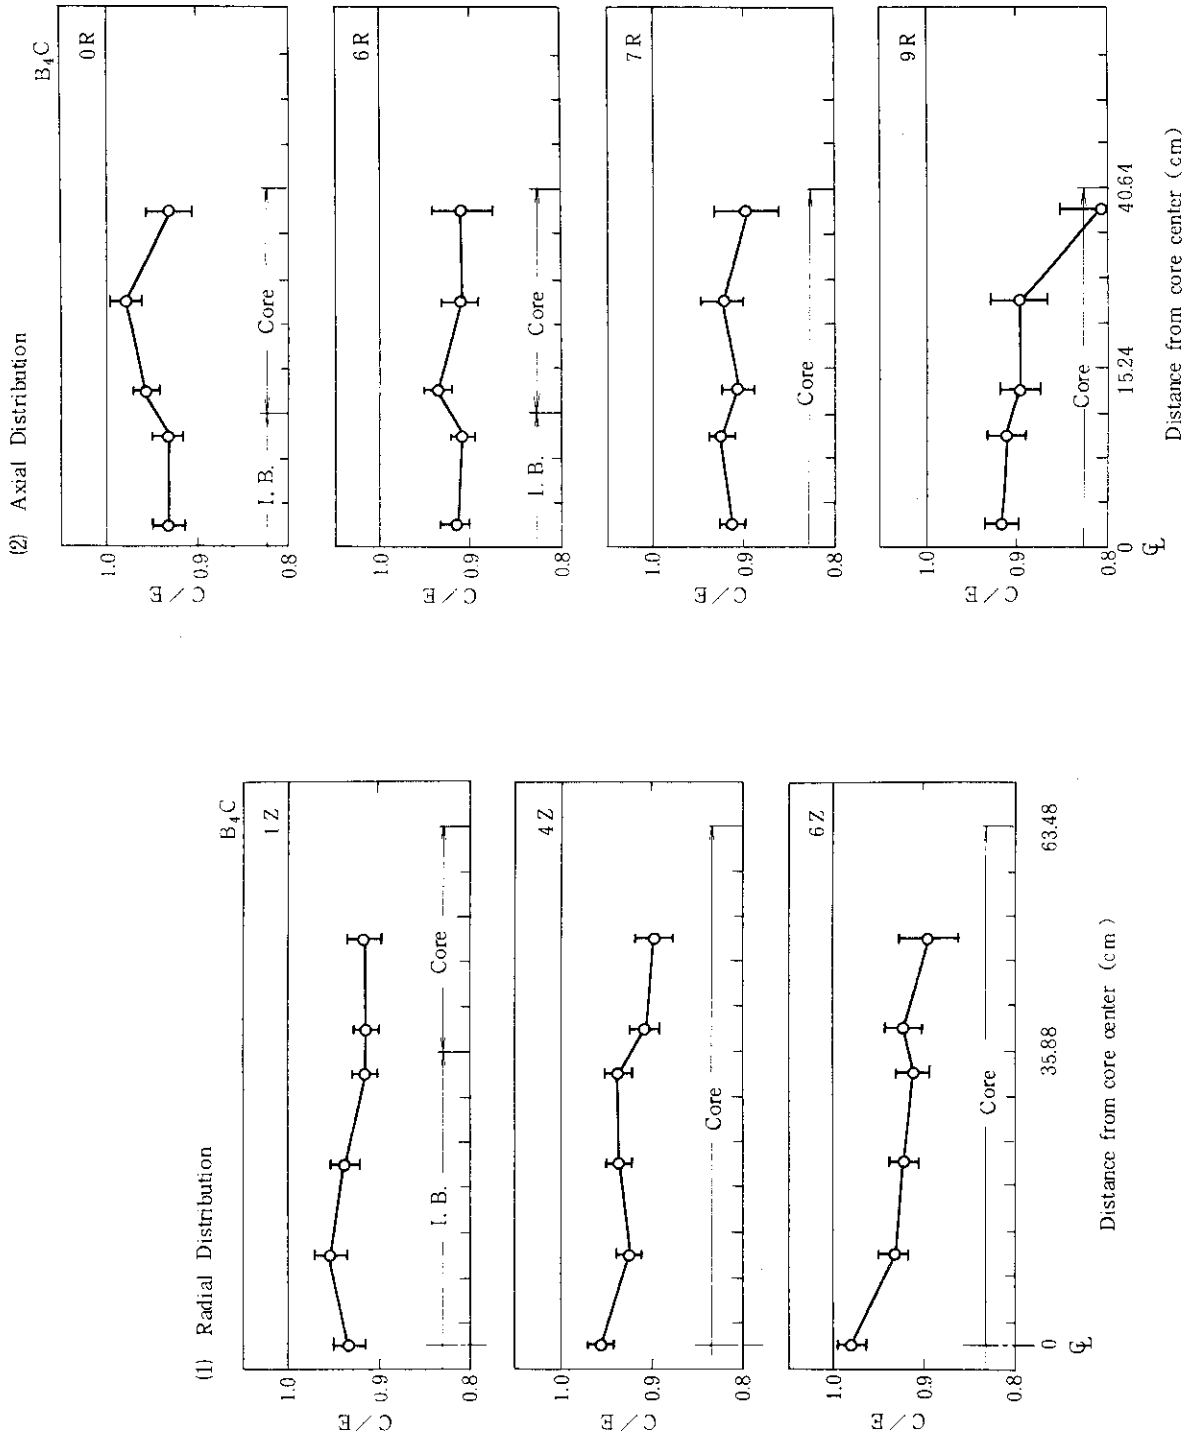 (1) Radial Distribution
B₄C
1.0
0.9
0.8
C/E
1Z
I.B.
Core
1.0
0.9
0.8
C/E
4Z
Core
1.0
0.9
0.8
C/E
6Z
Core
0
35.88
63.48
℄
Distance from core center (cm)
(2) Axial Distribution
B₄C
1.0
0.9
0.8
C/E
0R
I.B.
Core
1.0
0.9
0.8
C/E
6R
I.B.
Core
1.0
0.9
0.8
C/E
7R
Core
1.0
0.9
0.8
C/E
9R
Core
0
15.24
40.64
℄
Distance from core center (cm)